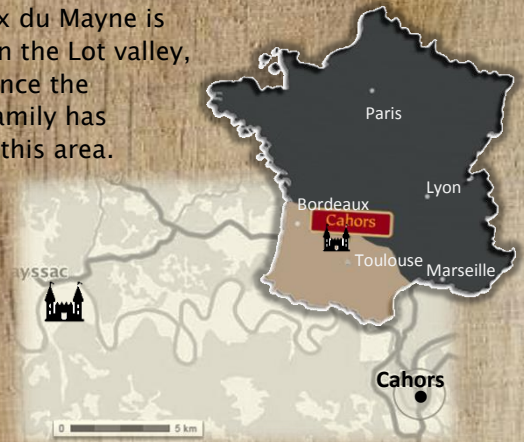 x du Mayne is
n the Lot valley,
nce the
amily has
this area.
Paris
Lyon
Bordeaux
Cahors
Toulouse
Marseille
ayssac
Cahors
0 5 km